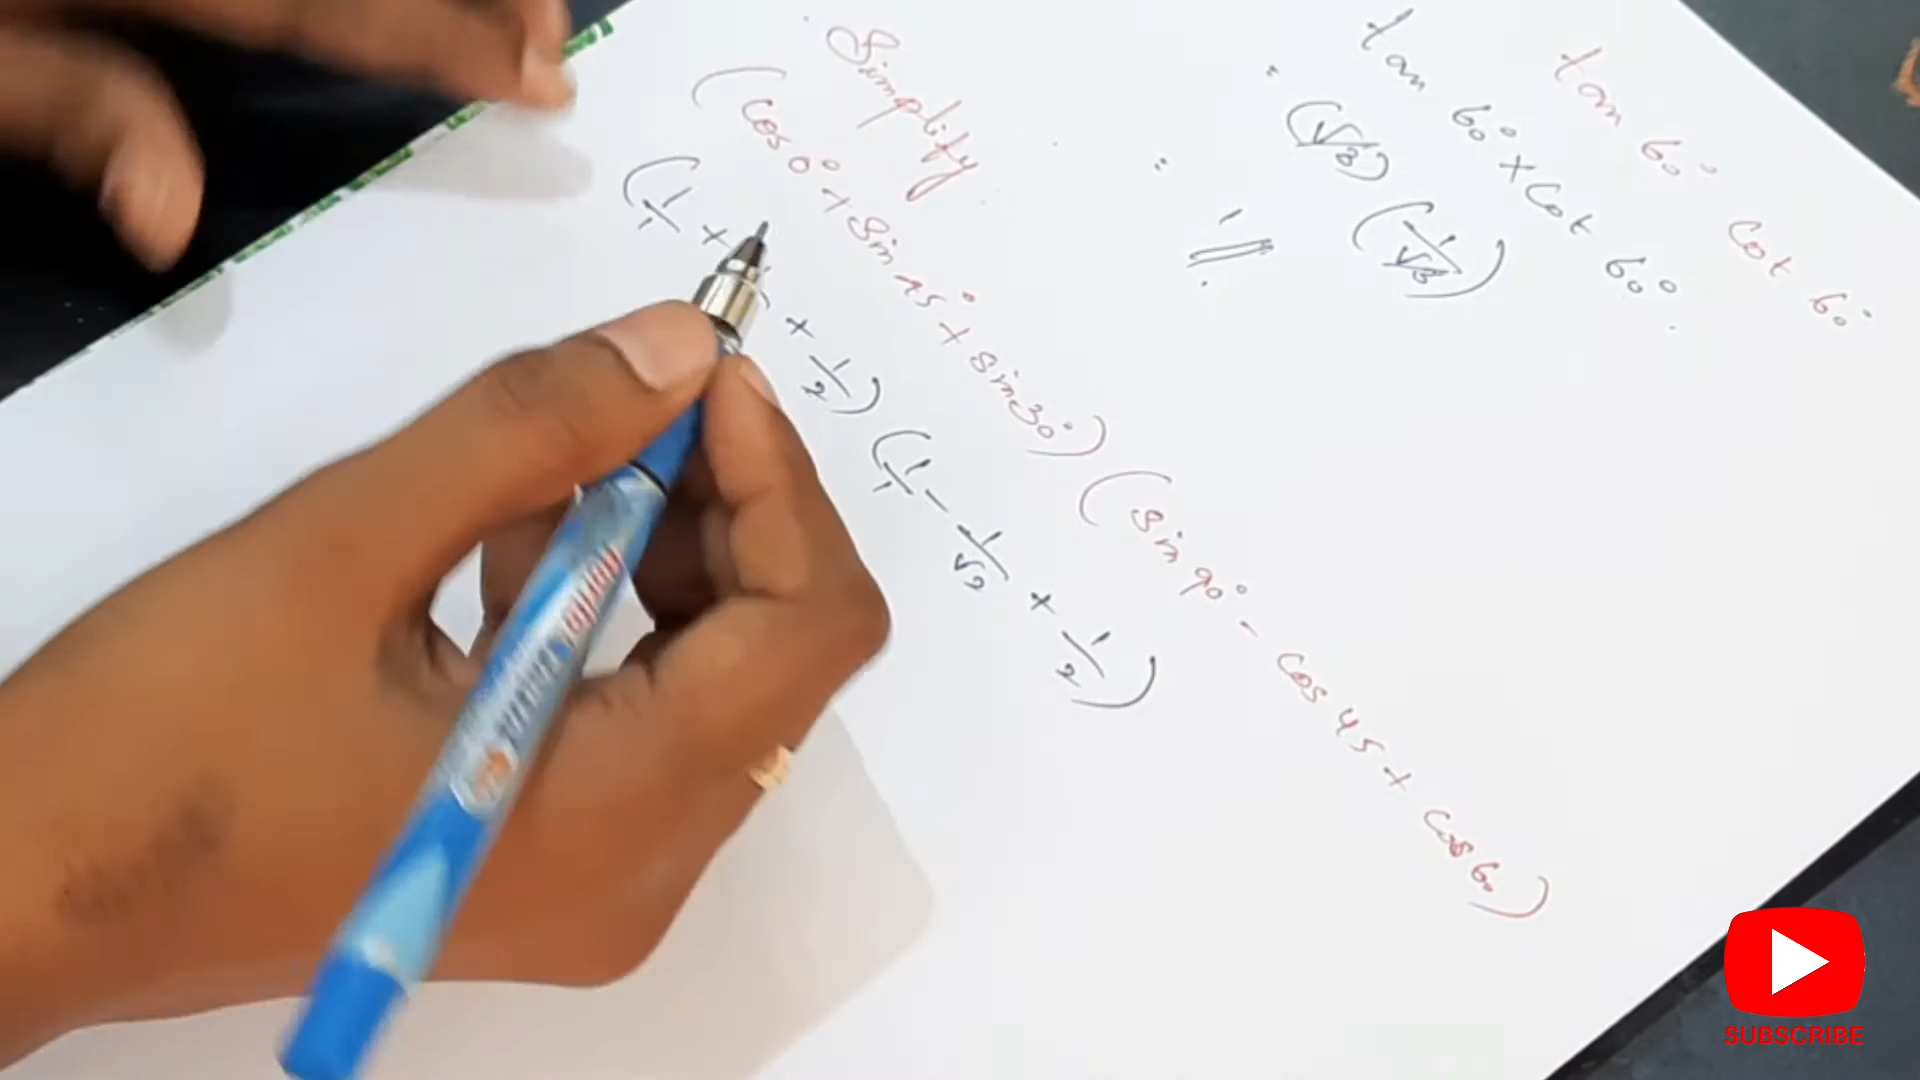 tan 60° cot 60°
tan 60° × cot 60°
= (√3) (1/√3)
= 1 //.
Simplify
(cos 0° + sin 45° + sin 30°) (sin 90° - cos 45 + cos 60)
(1/1 + + 1/2) (1/1 - 1/√2 + 1/2)
SUBSCRIBE